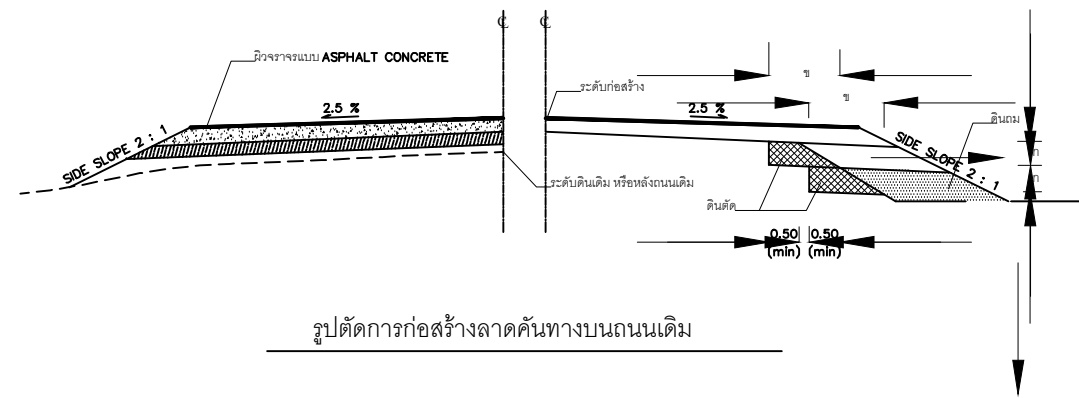 ℄ ℄
ผิวจราจรแบบ ASPHALT CONCRETE
ข
ระดับก่อสร้าง
ข
2.5 %
2.5 %
ดินถม
SIDE SLOPE 2 : 1
SIDE SLOPE 2 : 1
ก
ก
ระดับดินเดิม หรือหลังถนนเดิม
ดินตัด
0.50 0.50
(min) (min)
รูปตัดการก่อสร้างลาดคันทางบนถนนเดิม